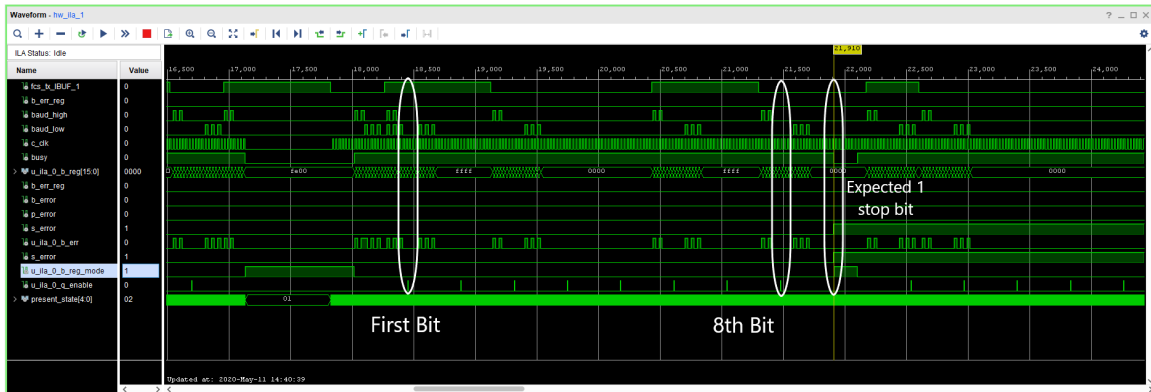 Waveform - hw_ila_1
ILA Status: Idle
Name Value
21,910
16,500 17,000 17,500 18,000 18,500 19,000 19,500 20,000 20,500 21,000 21,500 22,000 22,500 23,000 23,500 24,000
fcs_tx_IBUF_1 0
b_err_reg 0
baud_high 0
baud_low 0
c_clk 0
busy 0
u_ila_0_b_reg[15:0] 0000 fe00 ffff 0000 ffff 0000 0000
b_err_reg 0
b_error 0
p_error 0
s_error 1
u_ila_0_b_err 0
s_error 1
u_ila_0_b_reg_mode 1
u_ila_0_q_enable 0
present_state[4:0] 02 01
Expected 1
stop bit
First Bit
8th Bit
Updated at: 2020-May-11 14:40:39